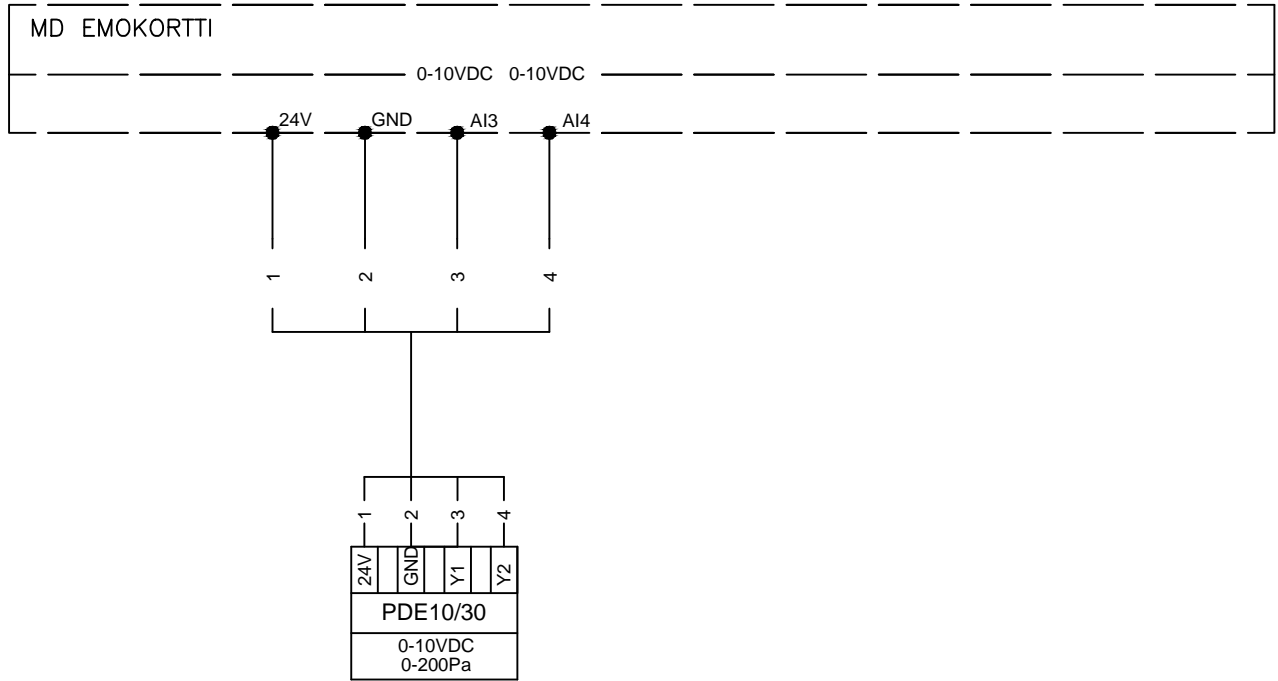 MD EMOKORTTI
0-10VDC 0-10VDC
24V GND AI3 AI4
1 2 3 4
1 2 3 4
24V GND Y1 Y2
PDE10/30
0-10VDC
0-200Pa